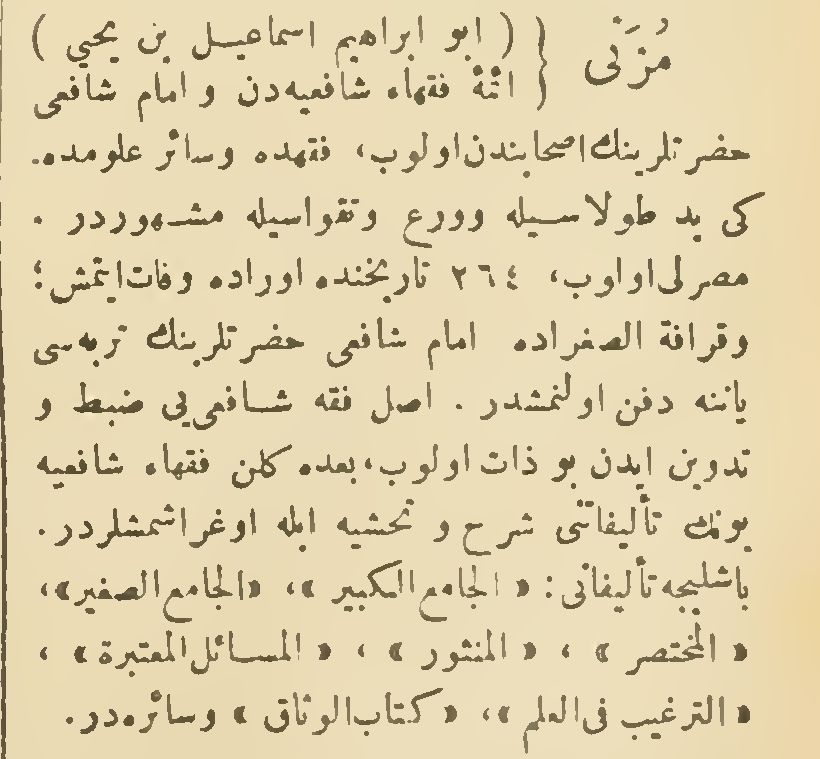 مُزَنی { ( ابو ابراهیم اسماعیل بن یحیی )
ائمهٔ فقهاء شافعیه‌دن و امام شافعی
حضرتلرینك اصحابندن اولوب، فقهده وسائر علومده
کی ید طولاسیله وورع وتقواسیله مشهوردر .
مصرلی اولوب، ٢٦٤ تاریخنده اوراده وفات ایتمش؛
وقرافة الصغراده امام شافعی حضرتلرینك تربه‌سی
یاننه دفن اولنمشدر . اصل فقه شافعی‌یی ضبط و
تدوین ایدن بو ذات اولوب، بعده کلن فقهاء شافعیه
بونك تألیفاتنی شرح و تحشیه ایله اوغراشمشلردر.
باشلیجه تألیفاتی: « الجامع الکبیر »، «الجامع الصغیر»،
« المختصر » ، « المنثور » ، « المسائل المعتبرة » ،
« الترغیب فی العلم »، « کتاب الوثاق » وسائره‌در.